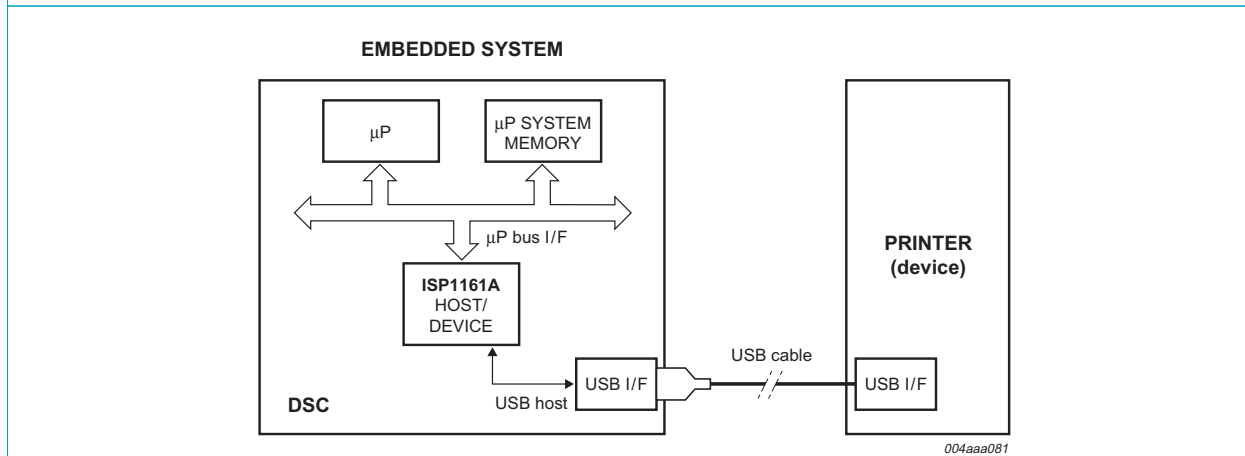 EMBEDDED SYSTEM
μP
μP SYSTEM
MEMORY
μP bus I/F
ISP1161A
HOST/
DEVICE
USB host
USB I/F
DSC
USB cable
PRINTER
(device)
USB I/F
004aaa081